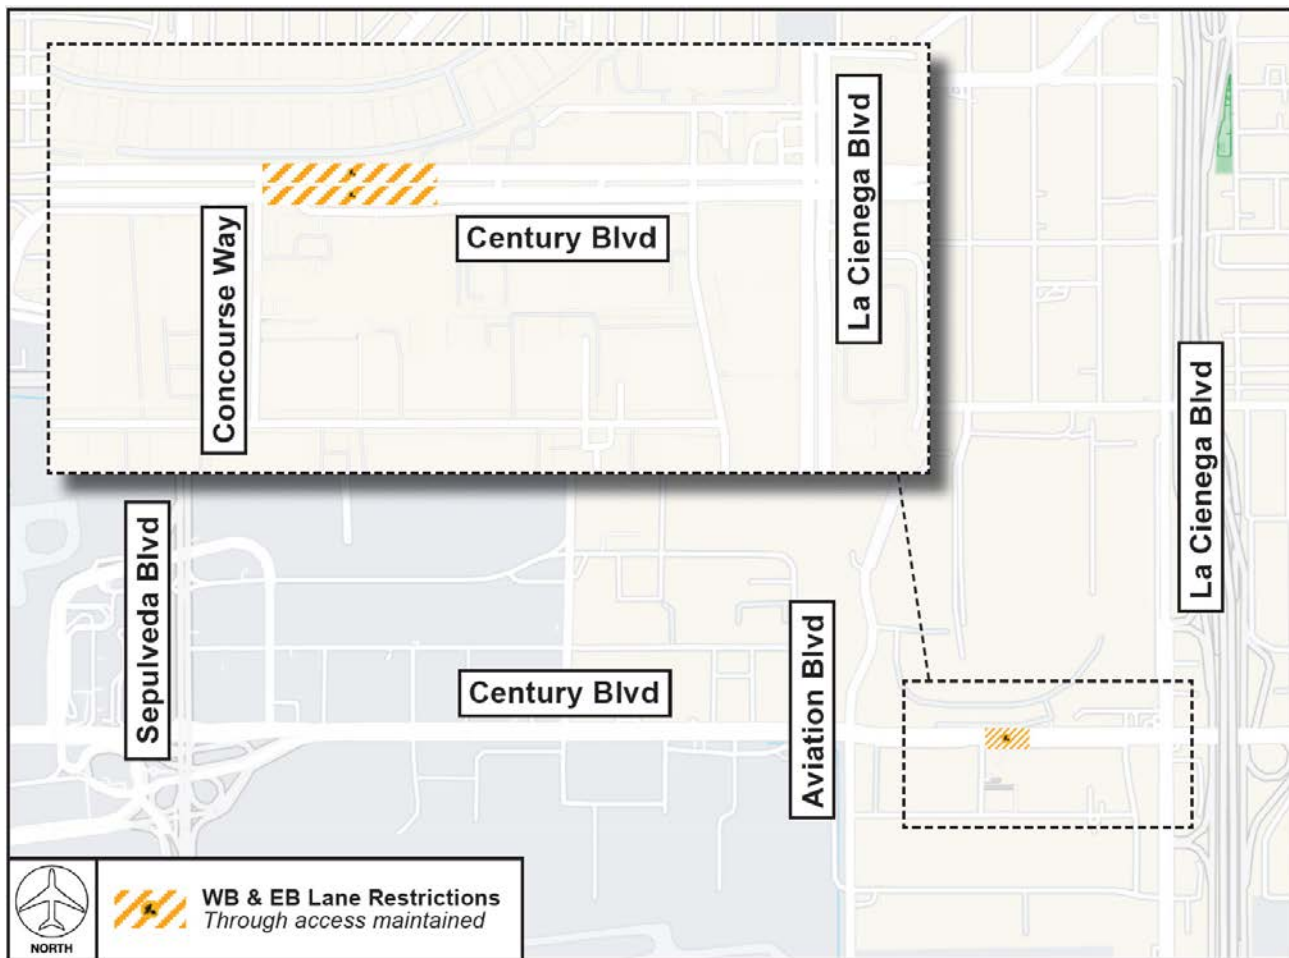 La Cienega Blvd
Century Blvd
Concourse Way
La Cienega Blvd
Sepulveda Blvd
Century Blvd
Aviation Blvd
WB & EB Lane Restrictions
Through access maintained
NORTH